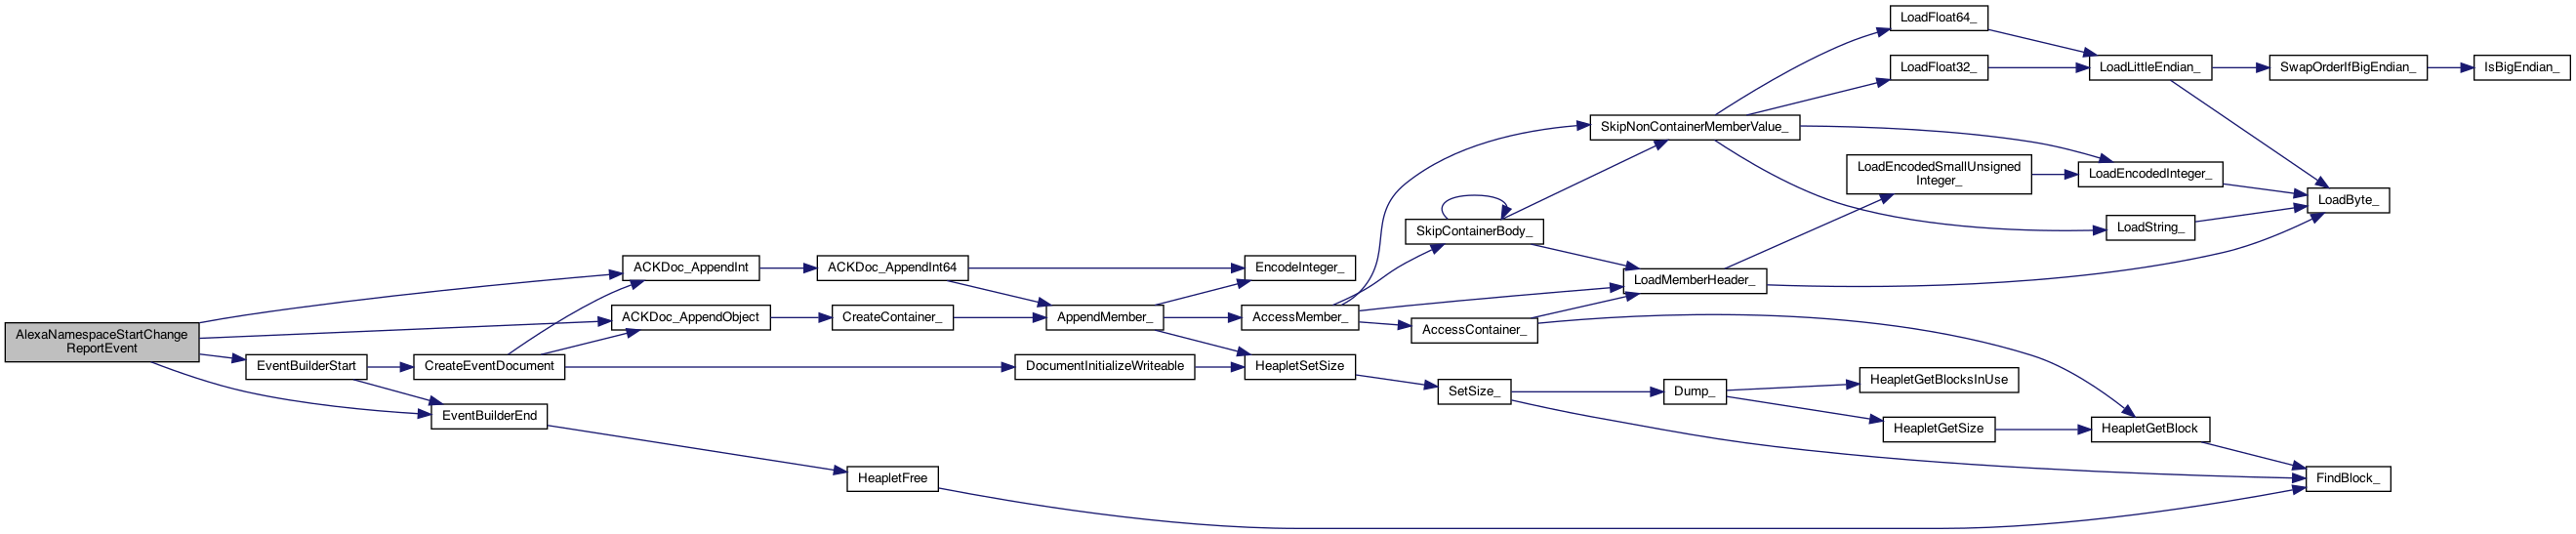 AlexaNamespaceStartChange
ReportEvent
EventBuilderStart
CreateEventDocument
EventBuilderEnd
ACKDoc_AppendInt
ACKDoc_AppendObject
ACKDoc_AppendInt64
CreateContainer_
HeapletFree
DocumentInitializeWriteable
AppendMember_
EncodeInteger_
AccessMember_
HeapletSetSize
SkipContainerBody_
AccessContainer_
SetSize_
SkipNonContainerMemberValue_
LoadMemberHeader_
Dump_
LoadFloat64_
LoadFloat32_
LoadEncodedSmallUnsigned
Integer_
HeapletGetBlocksInUse
HeapletGetSize
LoadLittleEndian_
LoadEncodedInteger_
LoadString_
HeapletGetBlock
SwapOrderIfBigEndian_
LoadByte_
FindBlock_
IsBigEndian_